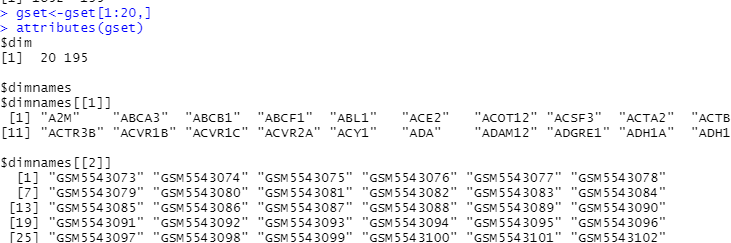 > gset<-gset[1:20,]
> attributes(gset)
$dim
[1]  20 195
$dimnames
$dimnames[[1]]
 [1] "A2M"    "ABCA3"  "ABCB1"  "ABCF1"  "ABL1"   "ACE2"   "ACOT12" "ACSF3"  "ACTA2"  "ACTB
[11] "ACTR3B" "ACVR1B" "ACVR1C" "ACVR2A" "ACY1"   "ADA"    "ADAM12" "ADGRE1" "ADH1A"  "ADH1
$dimnames[[2]]
  [1] "GSM5543073" "GSM5543074" "GSM5543075" "GSM5543076" "GSM5543077" "GSM5543078"
  [7] "GSM5543079" "GSM5543080" "GSM5543081" "GSM5543082" "GSM5543083" "GSM5543084"
 [13] "GSM5543085" "GSM5543086" "GSM5543087" "GSM5543088" "GSM5543089" "GSM5543090"
 [19] "GSM5543091" "GSM5543092" "GSM5543093" "GSM5543094" "GSM5543095" "GSM5543096"
 [25] "GSM5543097" "GSM5543098" "GSM5543099" "GSM5543100" "GSM5543101" "GSM5543102"